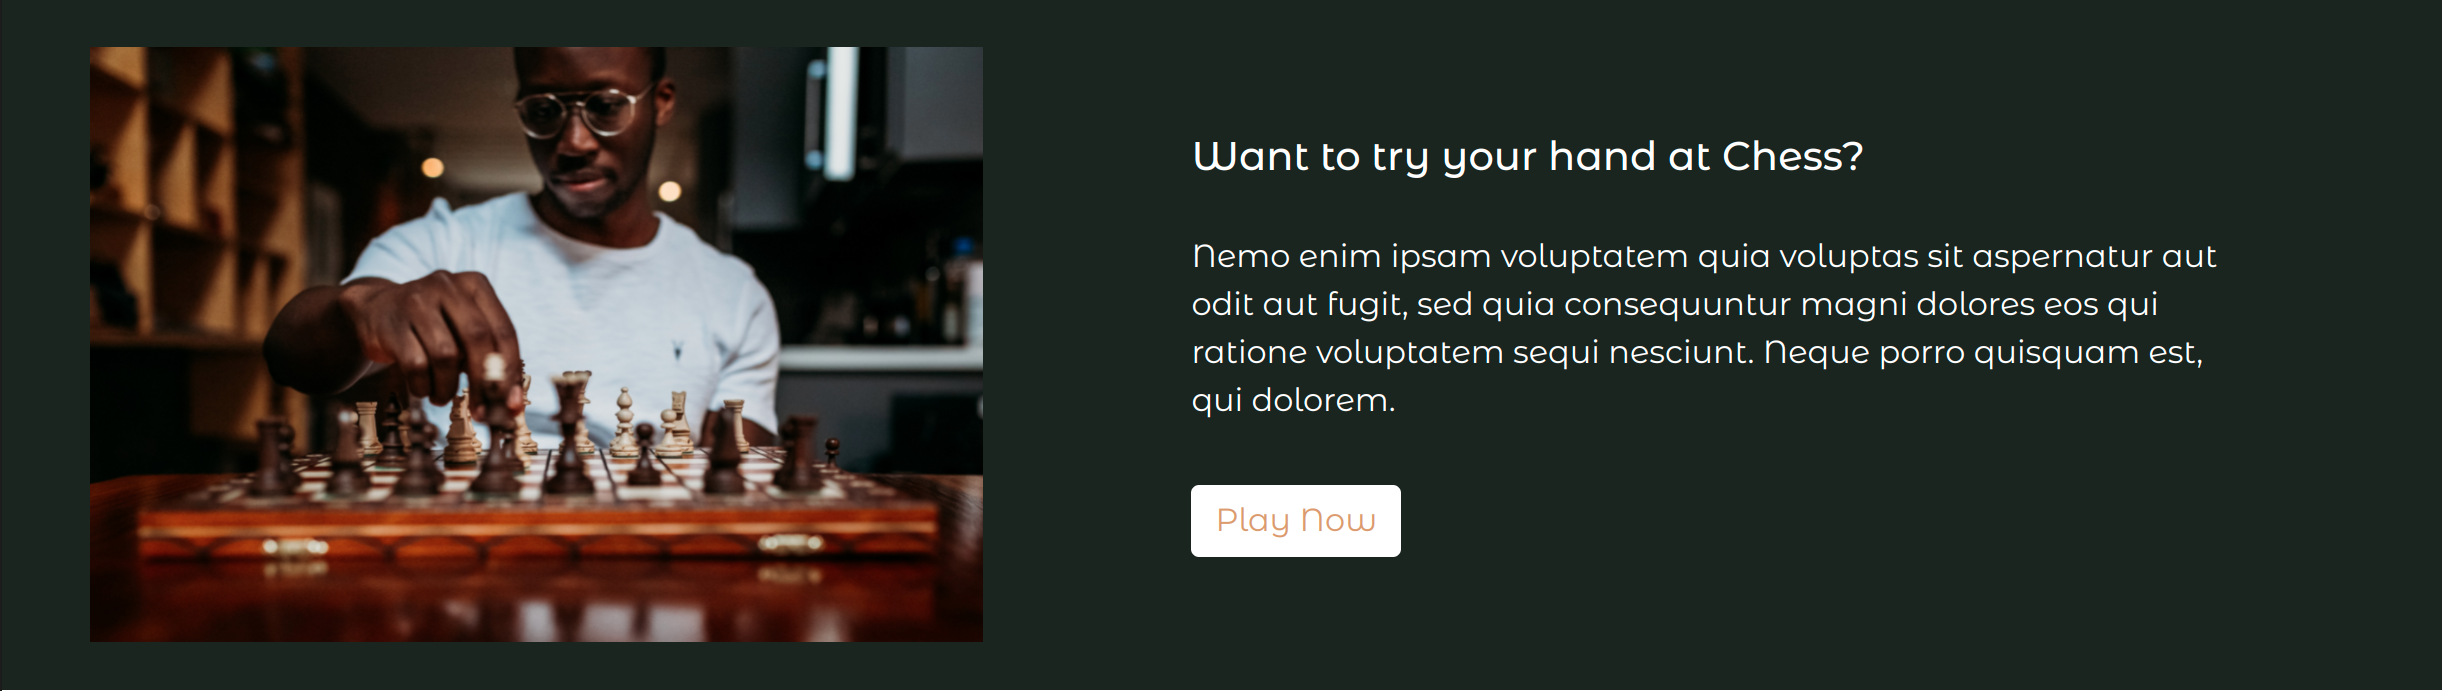 Want to try your hand at Chess?
Nemo enim ipsam voluptatem quia voluptas sit aspernatur aut
odit aut fugit, sed quia consequuntur magni dolores eos qui
ratione voluptatem sequi nesciunt. Neque porro quisquam est,
qui dolorem.
Play Now